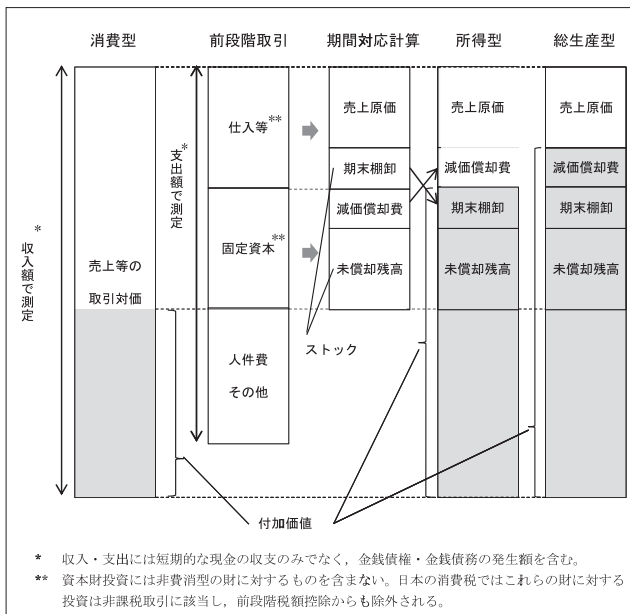 消費型
前段階取引
期間対応計算
所得型
総生産型
*
収入額で測定
売上等の
取引対価
*
支出額で測定
仕入等**
固定資本**
人件費
その他
売上原価
期末棚卸
減価償却費
未償却残高
ストック
売上原価
減価償却費
期末棚卸
未償却残高
売上原価
減価償却費
期末棚卸
未償却残高
付加価値
* 収入・支出には短期的な現金の収支のみでなく，金銭債権・金銭債務の発生額を含む。
** 資本財投資には非費消型の財に対するものを含まない。日本の消費税ではこれらの財に対する
投資は非課税取引に該当し，前段階税額控除からも除外される。